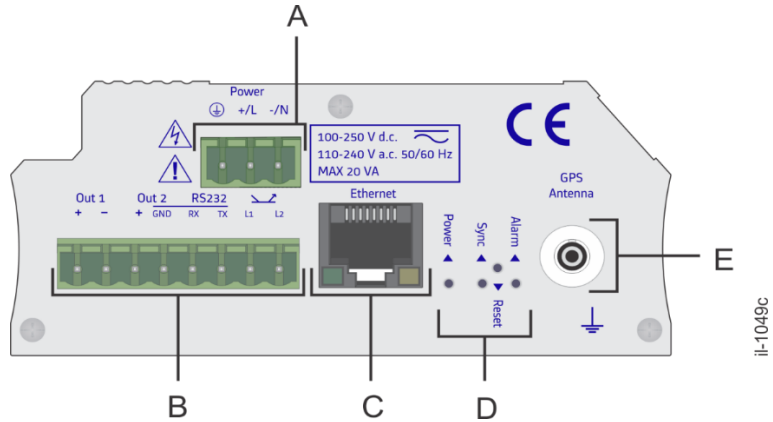 A
Power
+/L -/N
100-250 V d.c.
110-240 V a.c. 50/60 Hz
MAX 20 VA
CE
GPS
Antenna
Out 1
+ −
Out 2 RS232
+ GND RX TX L1 L2
Ethernet
Power
Sync
Alarm
Reset
E
B
C
D
il-1049c